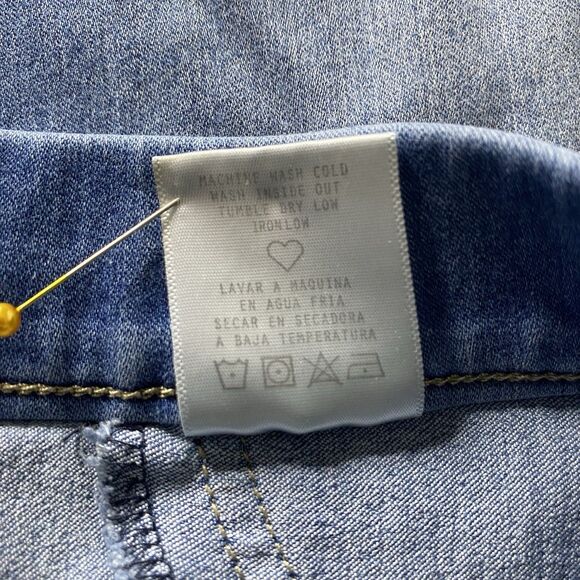 MACHINE WASH COLD
WASH INSIDE OUT
TUMBLE DRY LOW
IRON LOW
LAVAR A MAQUINA
EN AGUA FRIA
SECAR EN SECADORA
A BAJA TEMPERATURA